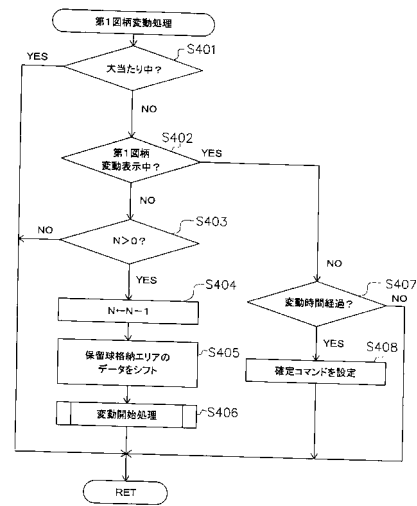 第1図柄変動処理
S401
YES
大当たり中?
NO
S402
第1図柄
変動表示中?
YES
NO
S403
NO
N>0?
YES
S404
N←N-1
保留球格納エリアの
データをシフト
S405
変動開始処理
S406
NO
S407
変動時間経過?
NO
YES
S408
確定コマンドを設定
RET